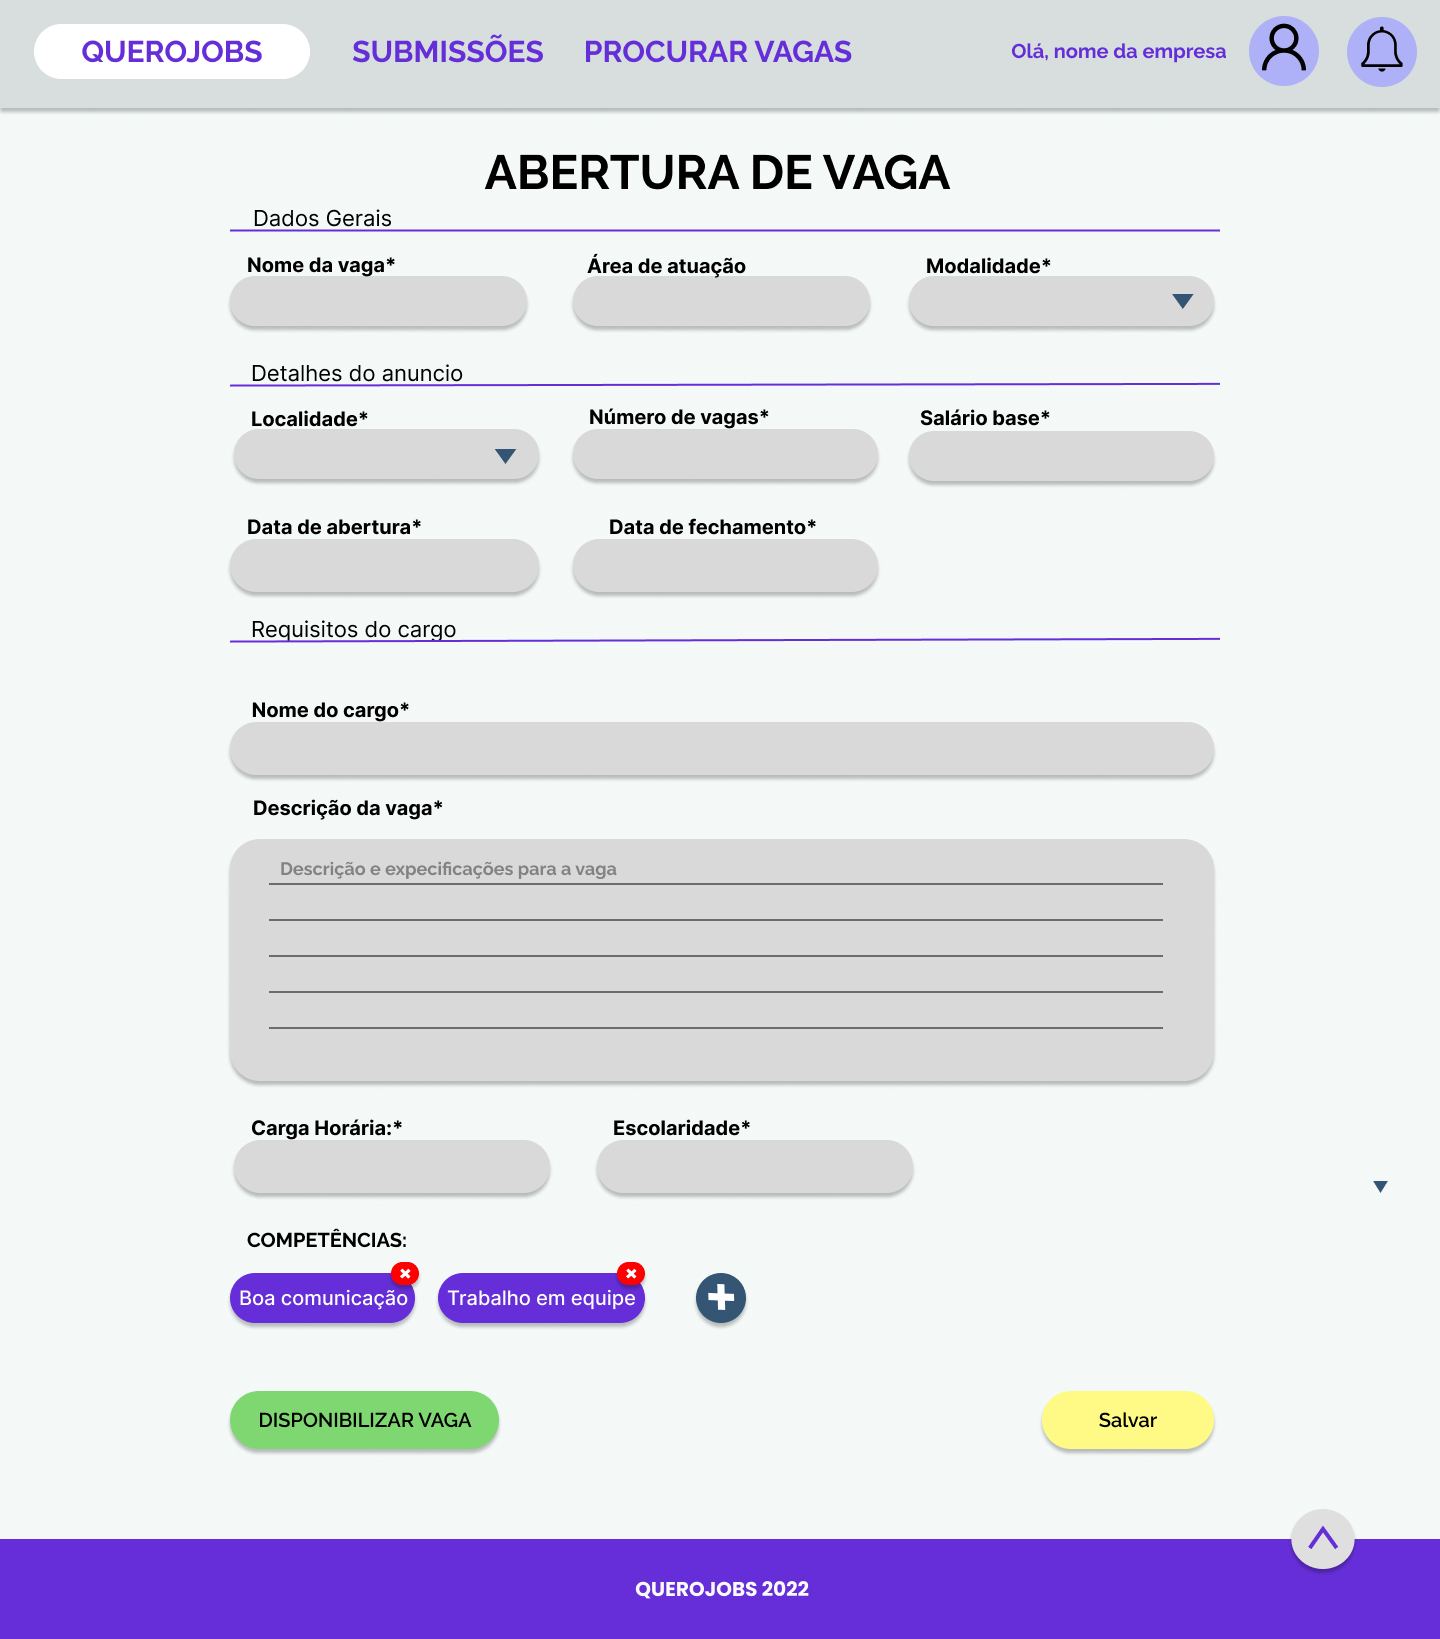 QUEROJOBS
SUBMISSÕES
PROCURAR VAGAS
Olá, nome da empresa
ABERTURA DE VAGA
Dados Gerais
Nome da vaga*
Área de atuação
Modalidade*
Detalhes do anuncio
Localidade*
Número de vagas*
Salário base*
Data de abertura*
Data de fechamento*
Requisitos do cargo
Nome do cargo*
Descrição da vaga*
Descrição e expecificações para a vaga
Carga Horária:*
Escolaridade*
COMPETÊNCIAS:
Boa comunicação
Trabalho em equipe
DISPONIBILIZAR VAGA
Salvar
QUEROJOBS 2022